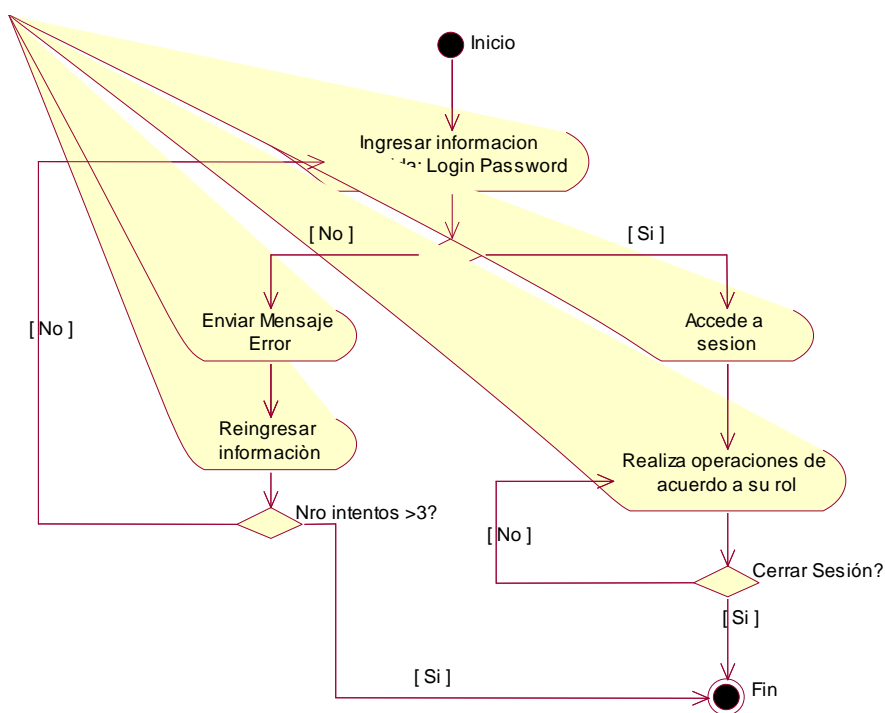 Inicio
Ingresar informacion
Login Password
[ No ]
[ Si ]
Enviar Mensaje
Error
Accede a
sesion
[ No ]
Reingresar
informaciòn
Realiza operaciones de
acuerdo a su rol
Nro intentos >3?
[ No ]
Cerrar Sesión?
[ Si ]
[ Si ]
Fin